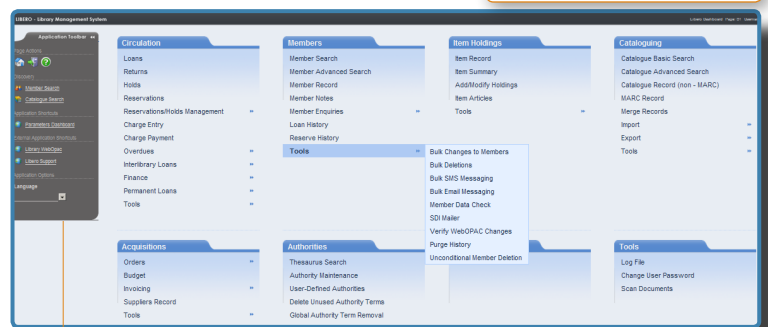 LIBERO - Library Management System
Libero Dashboard Page: 01
Application Toolbar
Page Actions
Member Search
Catalogue Search
Application Shortcuts
Parameters Dashboard
External Application Shortcuts
Library WebOpac
Libero Support
Application Options
Language
Circulation
Loans
Returns
Holds
Reservations
Reservations/Holds Management
Charge Entry
Charge Payment
Overdues
Interlibrary Loans
Finance
Permanent Loans
Tools
Members
Member Search
Member Advanced Search
Member Record
Member Notes
Member Enquiries
Loan History
Reserve History
Tools
Bulk Changes to Members
Bulk Deletions
Bulk SMS Messaging
Bulk Email Messaging
Member Data Check
SDI Mailer
Verify WebOPAC Changes
Purge History
Unconditional Member Deletion
Item Holdings
Item Record
Item Summary
Add/Modify Holdings
Item Articles
Tools
Cataloguing
Catalogue Basic Search
Catalogue Advanced Search
Catalogue Record (non - MARC)
MARC Record
Merge Records
Import
Export
Tools
Acquisitions
Orders
Budget
Invoicing
Suppliers Record
Tools
Authorities
Thesaurus Search
Authority Maintenance
User-Defined Authorities
Delete Unused Authority Terms
Global Authority Term Removal
Tools
Log File
Change User Password
Scan Documents